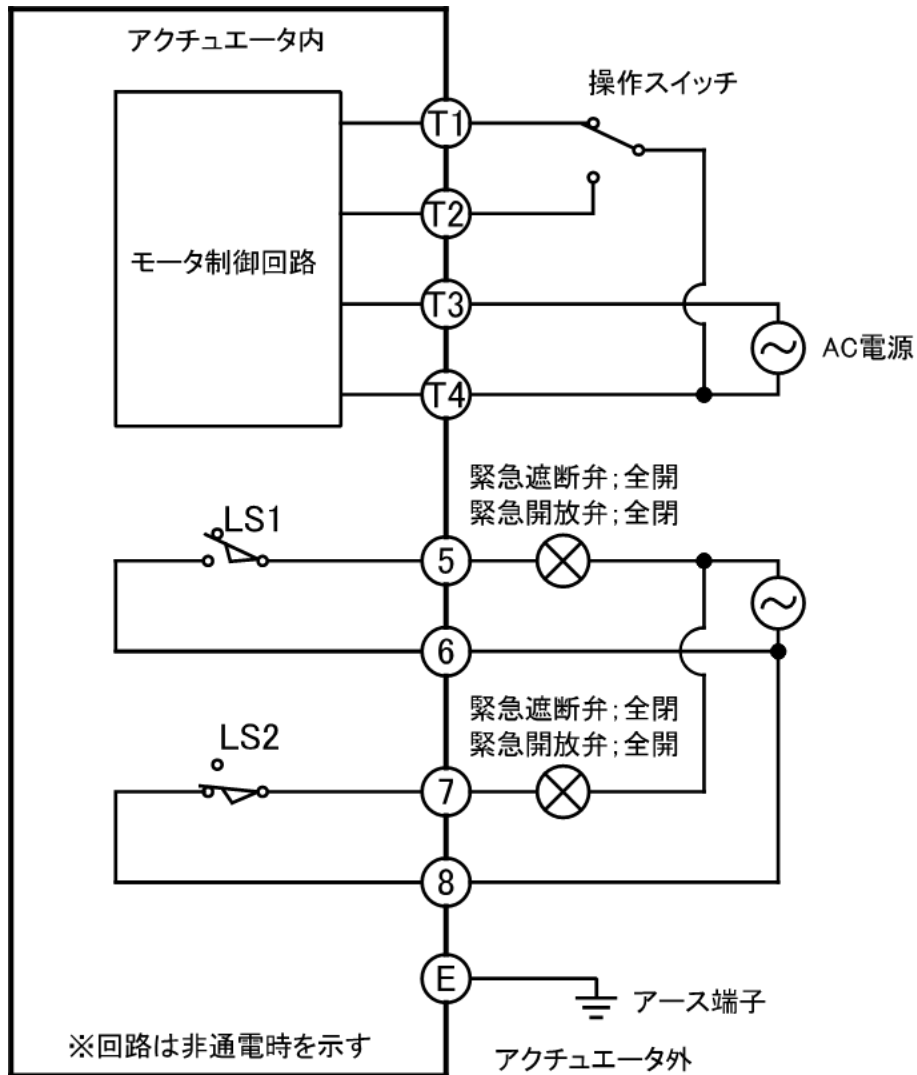 アクチュエータ内
操作スイッチ
T1
T2
モータ制御回路
T3
AC電源
T4
緊急遮断弁;全開
緊急開放弁;全閉
LS1
5
6
緊急遮断弁;全閉
緊急開放弁;全開
LS2
7
8
E
アース端子
※回路は非通電時を示す
アクチュエータ外